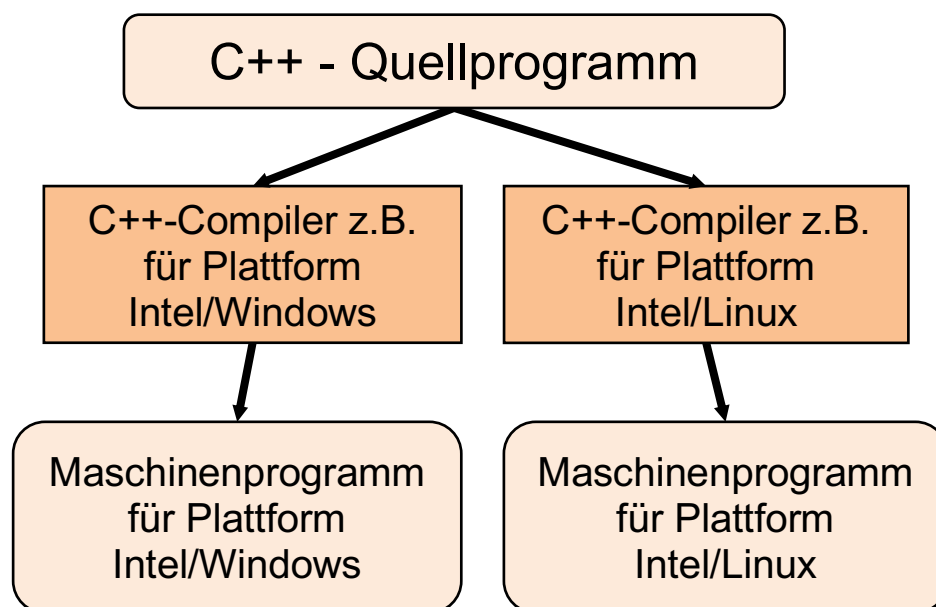 C++ - Quellprogramm
C++-Compiler z.B.
für Plattform
Intel/Windows
C++-Compiler z.B.
für Plattform
Intel/Linux
Maschinenprogramm
für Plattform
Intel/Windows
Maschinenprogramm
für Plattform
Intel/Linux